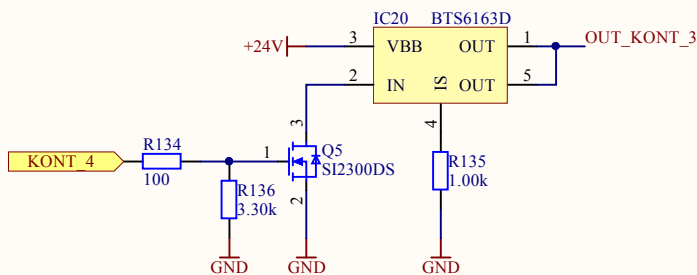 IC20 BTS6163D
+24V 3 VBB OUT 1 OUT_KONT_3
2 IN IS OUT 5
4
3
R134 Q5
KONT_4 1 SI2300DS R135
100 R136 1.00k
3.30k 2
GND GND GND